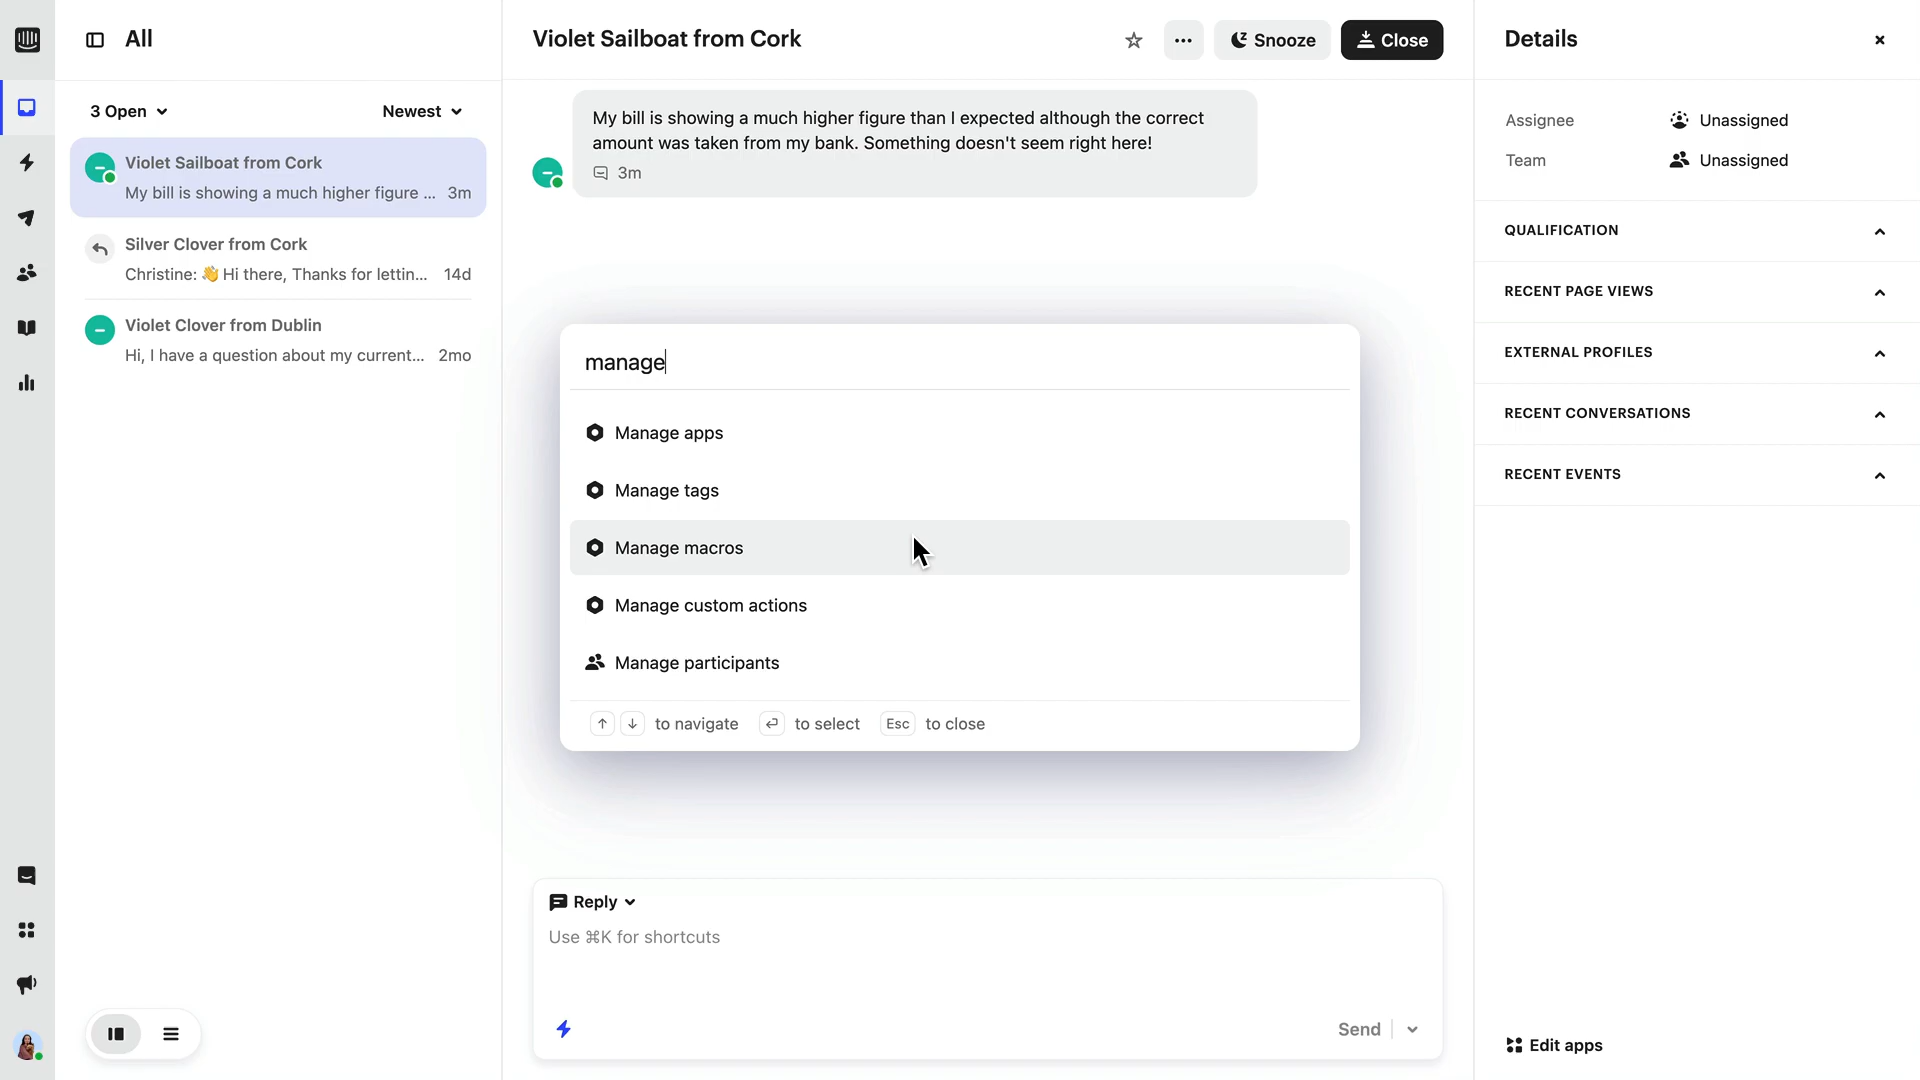 All
3 Open
Newest
Violet Sailboat from Cork
My bill is showing a much higher figure ... 3m
Silver Clover from Cork
Christine: 👋 Hi there, Thanks for lettin... 14d
Violet Clover from Dublin
Hi, I have a question about my current... 2mo
Violet Sailboat from Cork
Snooze
Close
My bill is showing a much higher figure than I expected although the correct
amount was taken from my bank. Something doesn't seem right here!
3m
manage
Manage apps
Manage tags
Manage macros
Manage custom actions
Manage participants
↑ ↓ to navigate ↵ to select Esc to close
Reply
Use ⌘K for shortcuts
Send
Details
Assignee Unassigned
Team Unassigned
QUALIFICATION
RECENT PAGE VIEWS
EXTERNAL PROFILES
RECENT CONVERSATIONS
RECENT EVENTS
Edit apps